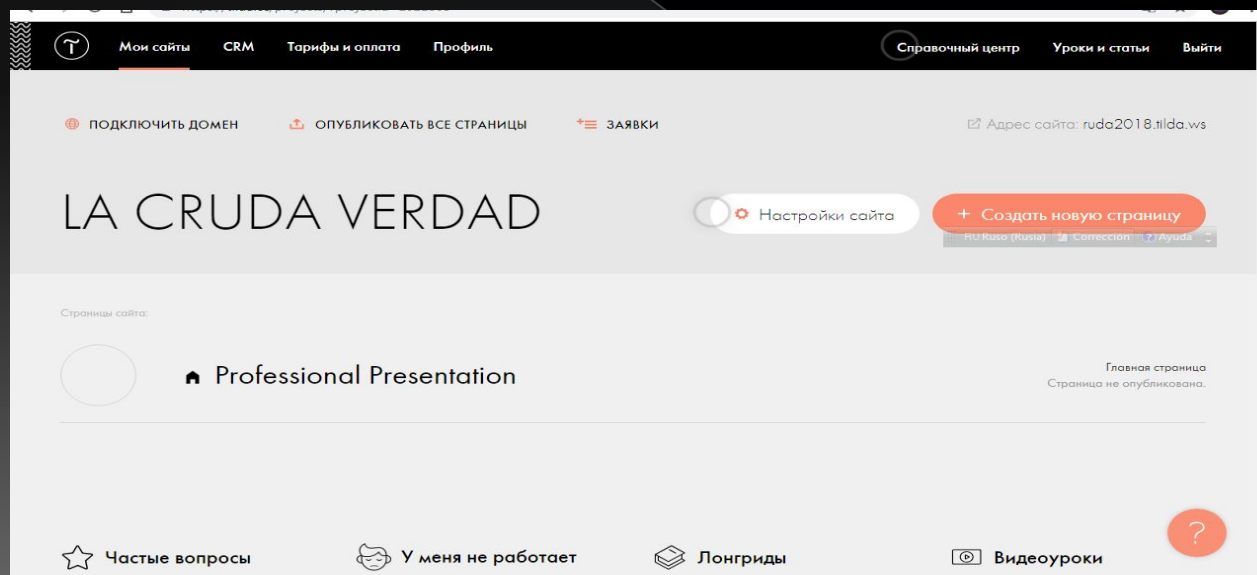 Мои сайты CRM Тарифы и оплата Профиль Справочный центр Уроки и статьи Выйти
ПОДКЛЮЧИТЬ ДОМЕН ОПУБЛИКОВАТЬ ВСЕ СТРАНИЦЫ ЗАЯВКИ Адрес сайта: ruda2018.tilda.ws
LA CRUDA VERDAD Настройки сайта + Создать новую страницу
RU Ruso (Rusia) Corrección Ayuda
Страницы сайта:
Professional Presentation Главная страница
Страница не опубликована.
Частые вопросы У меня не работает Лонгриды Видеоуроки
?